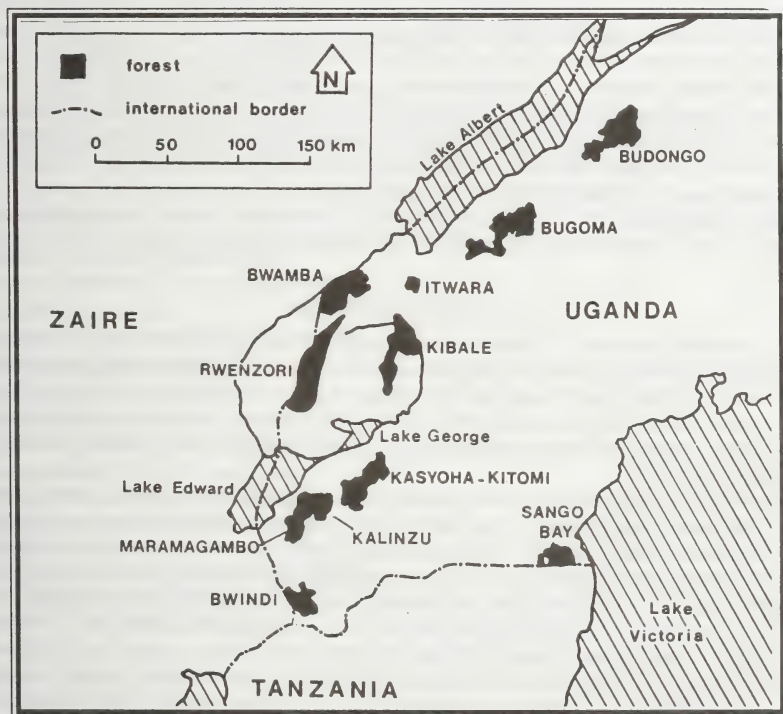 forest
N
international border
0 50 100 150 km
Lake Albert
BUDONGO
BUGOMA
BWAMBA
ITWARA
ZAIRE
UGANDA
KIBALE
RWENZORI
Lake George
Lake Edward
KASYOHA-KITOMI
SANGO
BAY
MARAMAGAMBO
KALINZU
BWINDI
Lake
Victoria
TANZANIA